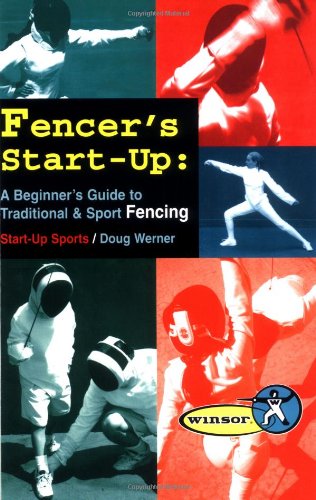 Fencer's
Start-Up:
A Beginner's Guide to
Traditional & Sport Fencing
Start-Up Sports / Doug Werner
winsor